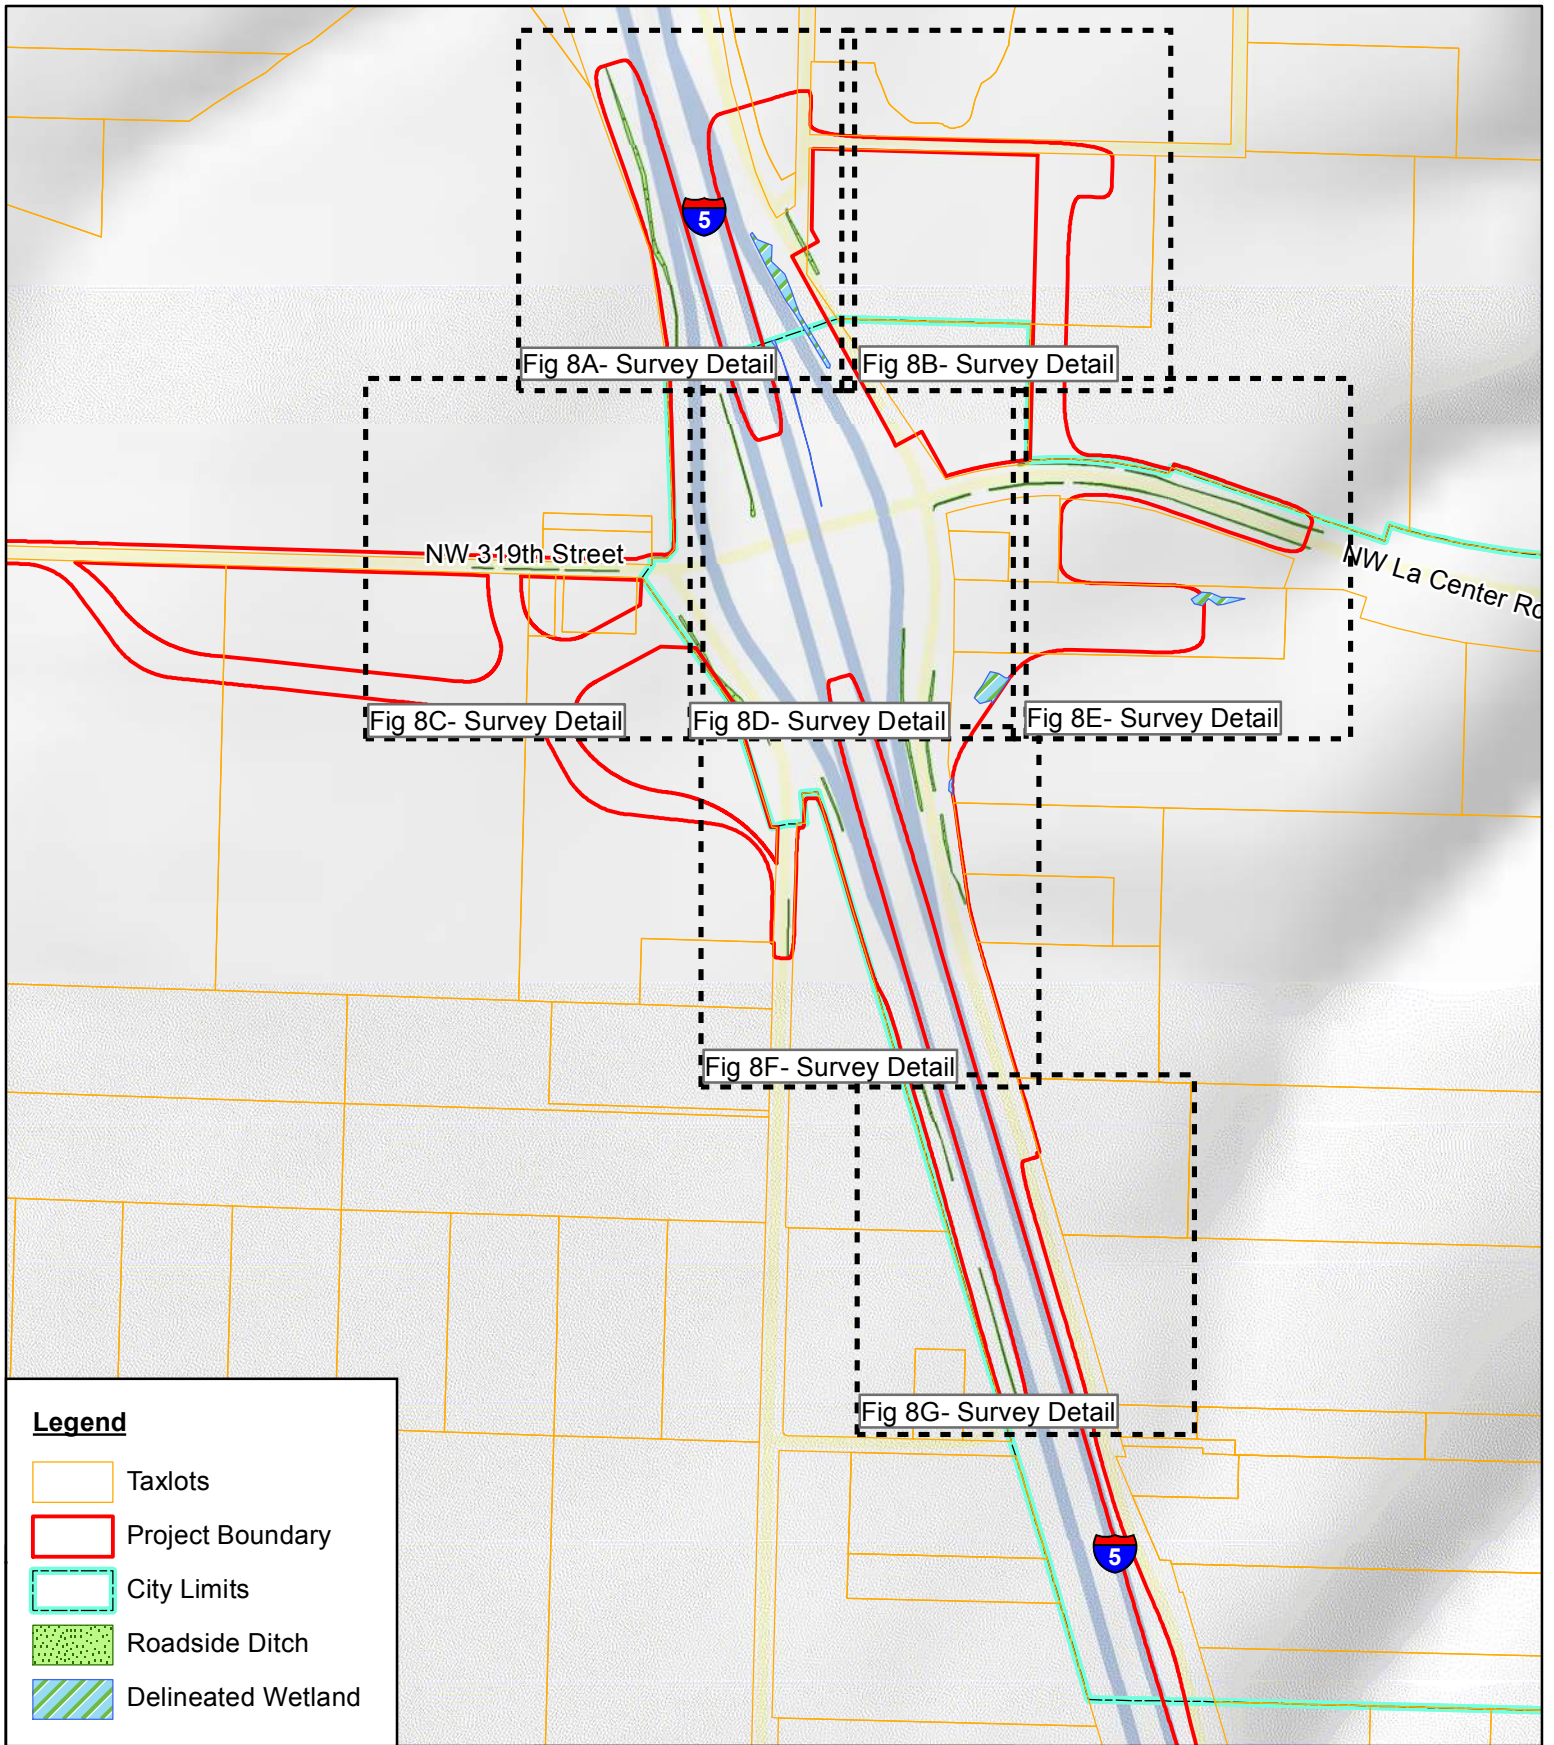 5
Fig 8A- Survey Detail
Fig 8B- Survey Detail
NW 319th Street
NW La Center Ro
Fig 8C- Survey Detail
Fig 8D- Survey Detail
Fig 8E- Survey Detail
Fig 8F- Survey Detail
Fig 8G- Survey Detail
5
Legend
Taxlots
Project Boundary
City Limits
Roadside Ditch
Delineated Wetland